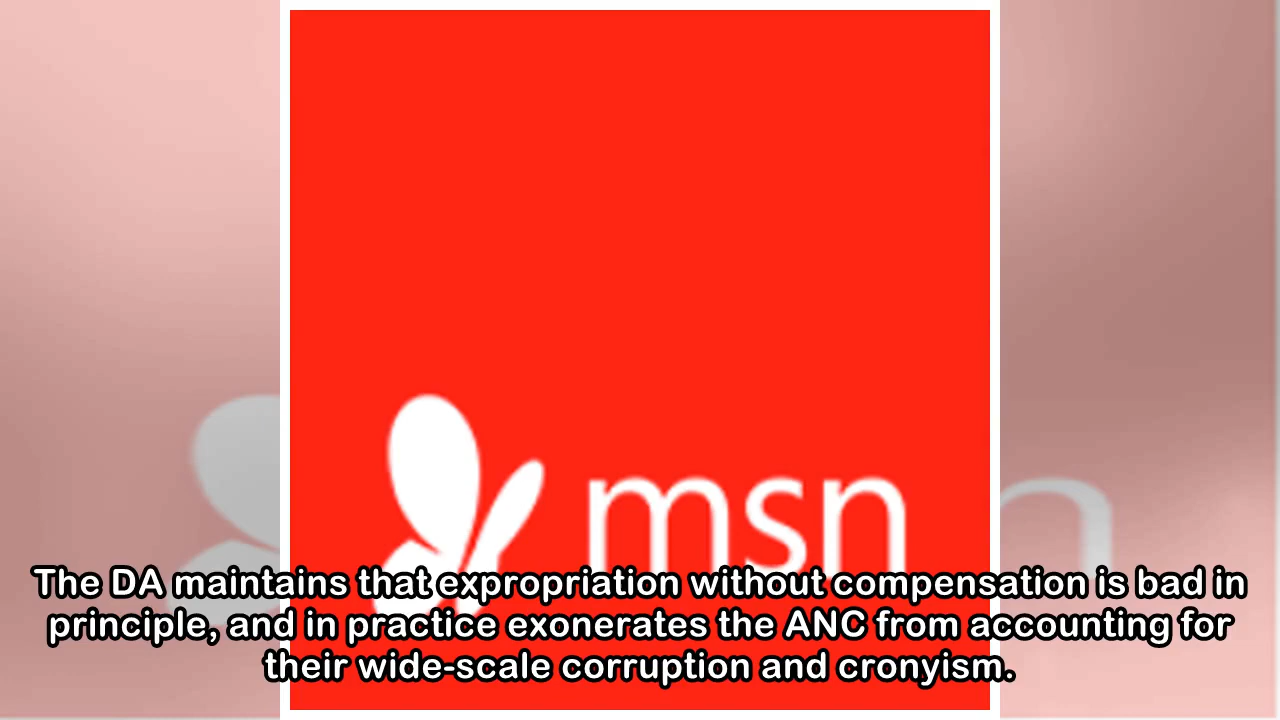 msn
The DA maintains that expropriation without compensation is bad in
principle, and in practice exonerates the ANC from accounting for
their wide-scale corruption and cronyism.